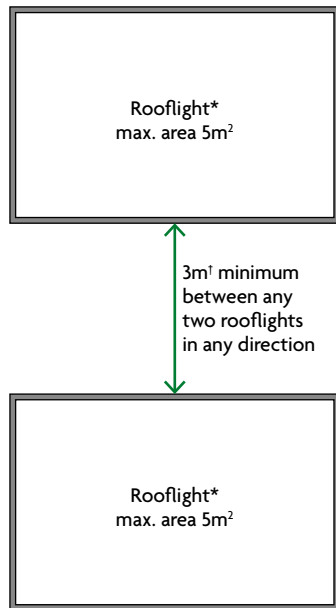 Rooflight*
max. area 5m²
3m† minimum
between any
two rooflights
in any direction
Rooflight*
max. area 5m²